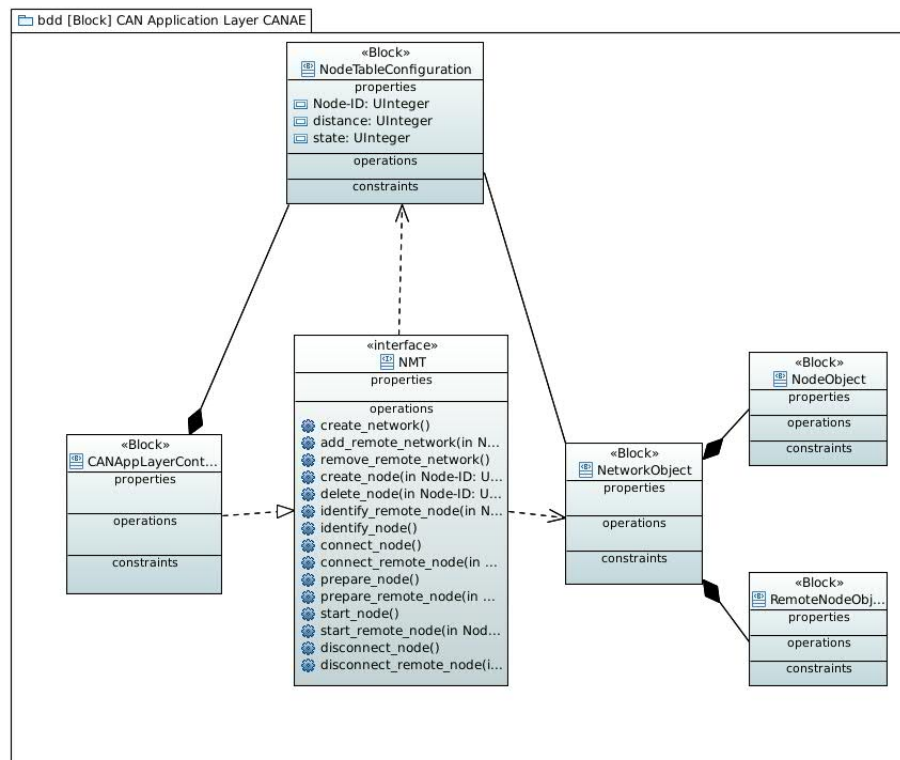 bdd [Block] CAN Application Layer CANAE
«Block»
NodeTableConfiguration
properties
Node-ID: UInteger
distance: UInteger
state: UInteger
operations
constraints
«interface»
NMT
properties
operations
create_network()
add_remote_network(in N...
remove_remote_network()
create_node(in Node-ID: U...
delete_node(in Node-ID: U...
identify_remote_node(in N...
identify_node()
connect_node()
connect_remote_node(in ...
prepare_node()
prepare_remote_node(in ...
start_node()
start_remote_node(in Nod...
disconnect_node()
disconnect_remote_node(i...
«Block»
CANAppLayerCont...
properties
operations
constraints
«Block»
NetworkObject
properties
operations
constraints
«Block»
NodeObject
properties
operations
constraints
«Block»
RemoteNodeObj...
properties
operations
constraints